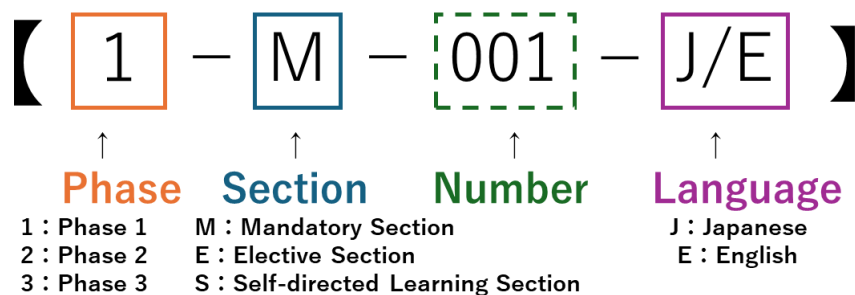 【 1 － M － 001 － J/E 】
↑ ↑ ↑ ↑
Phase Section Number Language
1：Phase 1 M：Mandatory Section J：Japanese
2：Phase 2 E：Elective Section E：English
3：Phase 3 S：Self-directed Learning Section